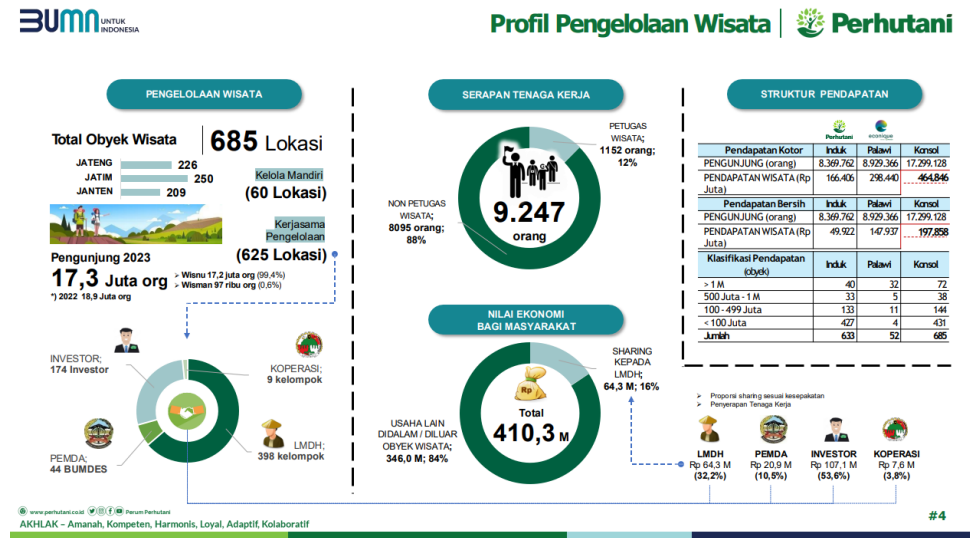 BUMN UNTUK
INDONESIA
Profil Pengelolaan Wisata
Perhutani
PENGELOLAAN WISATA
Total Obyek Wisata
685 Lokasi
JATENG 226
JATIM 250
JANTEN 209
Kelola Mandiri
(60 Lokasi)
Kerjasama
Pengelolaan
(625 Lokasi)
Pengunjung 2023
17,3 Juta org
*) 2022 18,9 Juta org
➢ Wisnu 17,2 juta org (99,4%)
➢ Wisman 97 ribu org (0,6%)
INVESTOR;
174 Investor
KOPERASI;
9 kelompok
PEMDA;
44 BUMDES
LMDH;
398 kelompok
SERAPAN TENAGA KERJA
PETUGAS
WISATA;
1152 orang;
12%
NON PETUGAS
WISATA;
8095 orang;
88%
9.247
orang
NILAI EKONOMI
BAGI MASYARAKAT
SHARING
KEPADA
LMDH;
64,3 M; 16%
USAHA LAIN
DIDALAM / DILUAR
OBYEK WISATA;
346,0 M; 84%
Rp
Total
410,3 M
STRUKTUR PENDAPATAN
Perhutani econique
Pendapatan Kotor Induk Palawi Konsol
PENGUNJUNG (orang) 8.369.762 8.929.366 17.299.128
PENDAPATAN WISATA (Rp
Juta) 166.406 298.440 464,846
Pendapatan Bersih Induk Palawi Konsol
PENGUNJUNG (orang) 8.369.762 8.929.366 17.299.128
PENDAPATAN WISATA (Rp
Juta) 49.922 147.937 197.858
Klasifikasi Pendapatan
(obyek) Induk Palawi Konsol
> 1 M 40 32 72
500 Juta - 1 M 33 5 38
100 - 499 Juta 133 11 144
< 100 Juta 427 4 431
Jumlah 633 52 685
➢ Proporsi sharing sesuai kesepakatan
➢ Penyerapan Tenaga Kerja
LMDH
Rp 64,3 M
(32,2%)
PEMDA
Rp 20,9 M
(10,5%)
INVESTOR
Rp 107,1 M
(53,6%)
KOPERASI
Rp 7,6 M
(3,8%)
www.perhutani.co.id Perum Perhutani
AKHLAK – Amanah, Kompeten, Harmonis, Loyal, Adaptif, Kolaboratif
#4